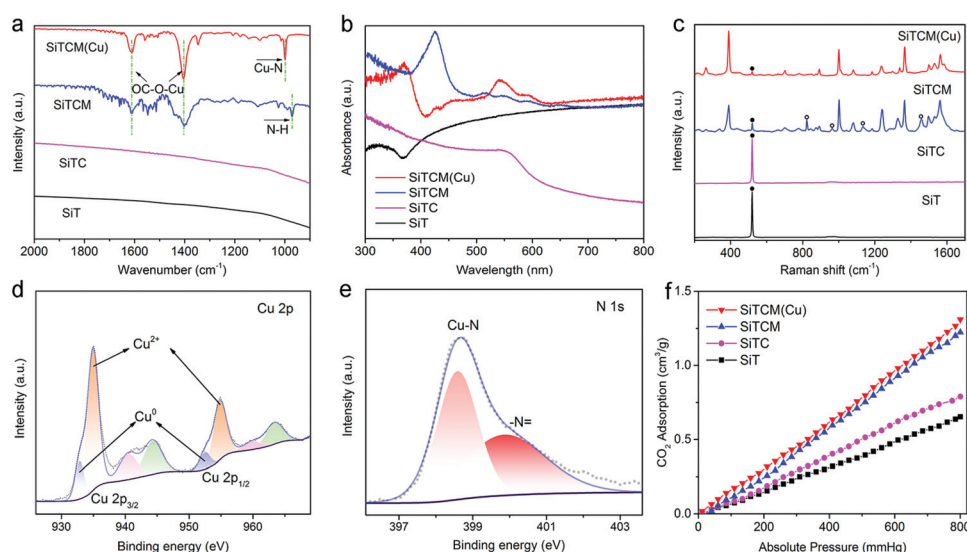 a
SiTCM(Cu)
Cu-N
OC-O-Cu
SiTCM
N-H
SiTC
SiT
Intensity (a.u.)
2000 1800 1600 1400 1200 1000
Wavenumber (cm-1)
b
SiTCM(Cu)
SiTCM
SiTC
SiT
Absorbance (a.u.)
300 400 500 600 700 800
Wavelength (nm)
c
SiTCM(Cu)
SiTCM
SiTC
SiT
Intensity (a.u.)
400 800 1200 1600
Raman shift (cm-1)
d
Cu 2p
Cu2+
Cu0
Cu 2p1/2
Cu 2p3/2
Intensity (a.u.)
930 940 950 960
Binding energy (eV)
e
N 1s
Cu-N
-N=
Intensity (a.u.)
397 399 401 403
Binding energy (eV)
f
1.5
SiTCM(Cu)
SiTCM
1.0
SiTC
SiT
0.5
0.0
CO2 Adsorption (cm3/g)
0 200 400 600 800
Absolute Pressure (mmHg)